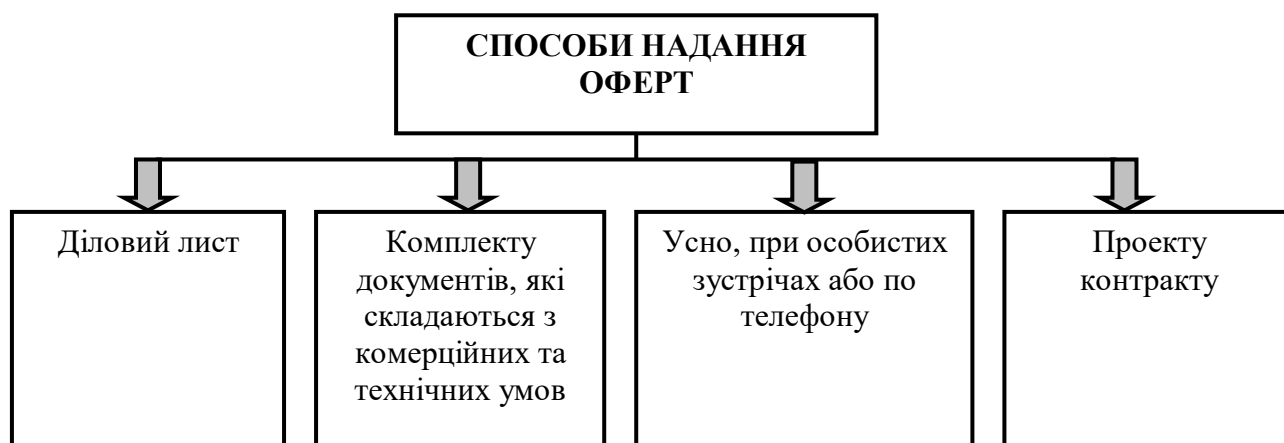 СПОСОБИ НАДАННЯ
ОФЕРТ
Діловий лист
Комплекту
документів, які
складаються з
комерційних та
технічних умов
Усно, при особистих
зустрічах або по
телефону
Проекту
контракту